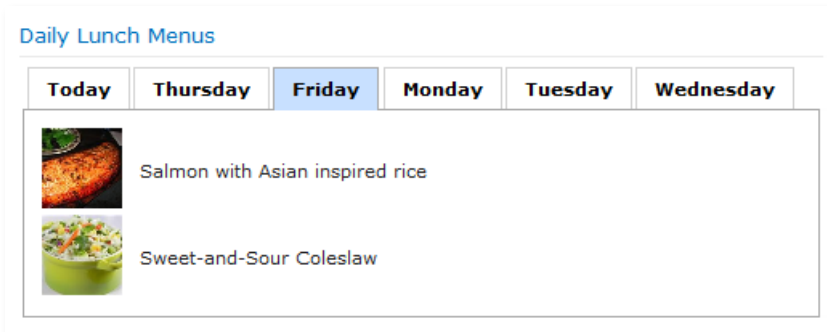 Daily Lunch Menus
Today Thursday Friday Monday Tuesday Wednesday
Salmon with Asian inspired rice
Sweet-and-Sour Coleslaw